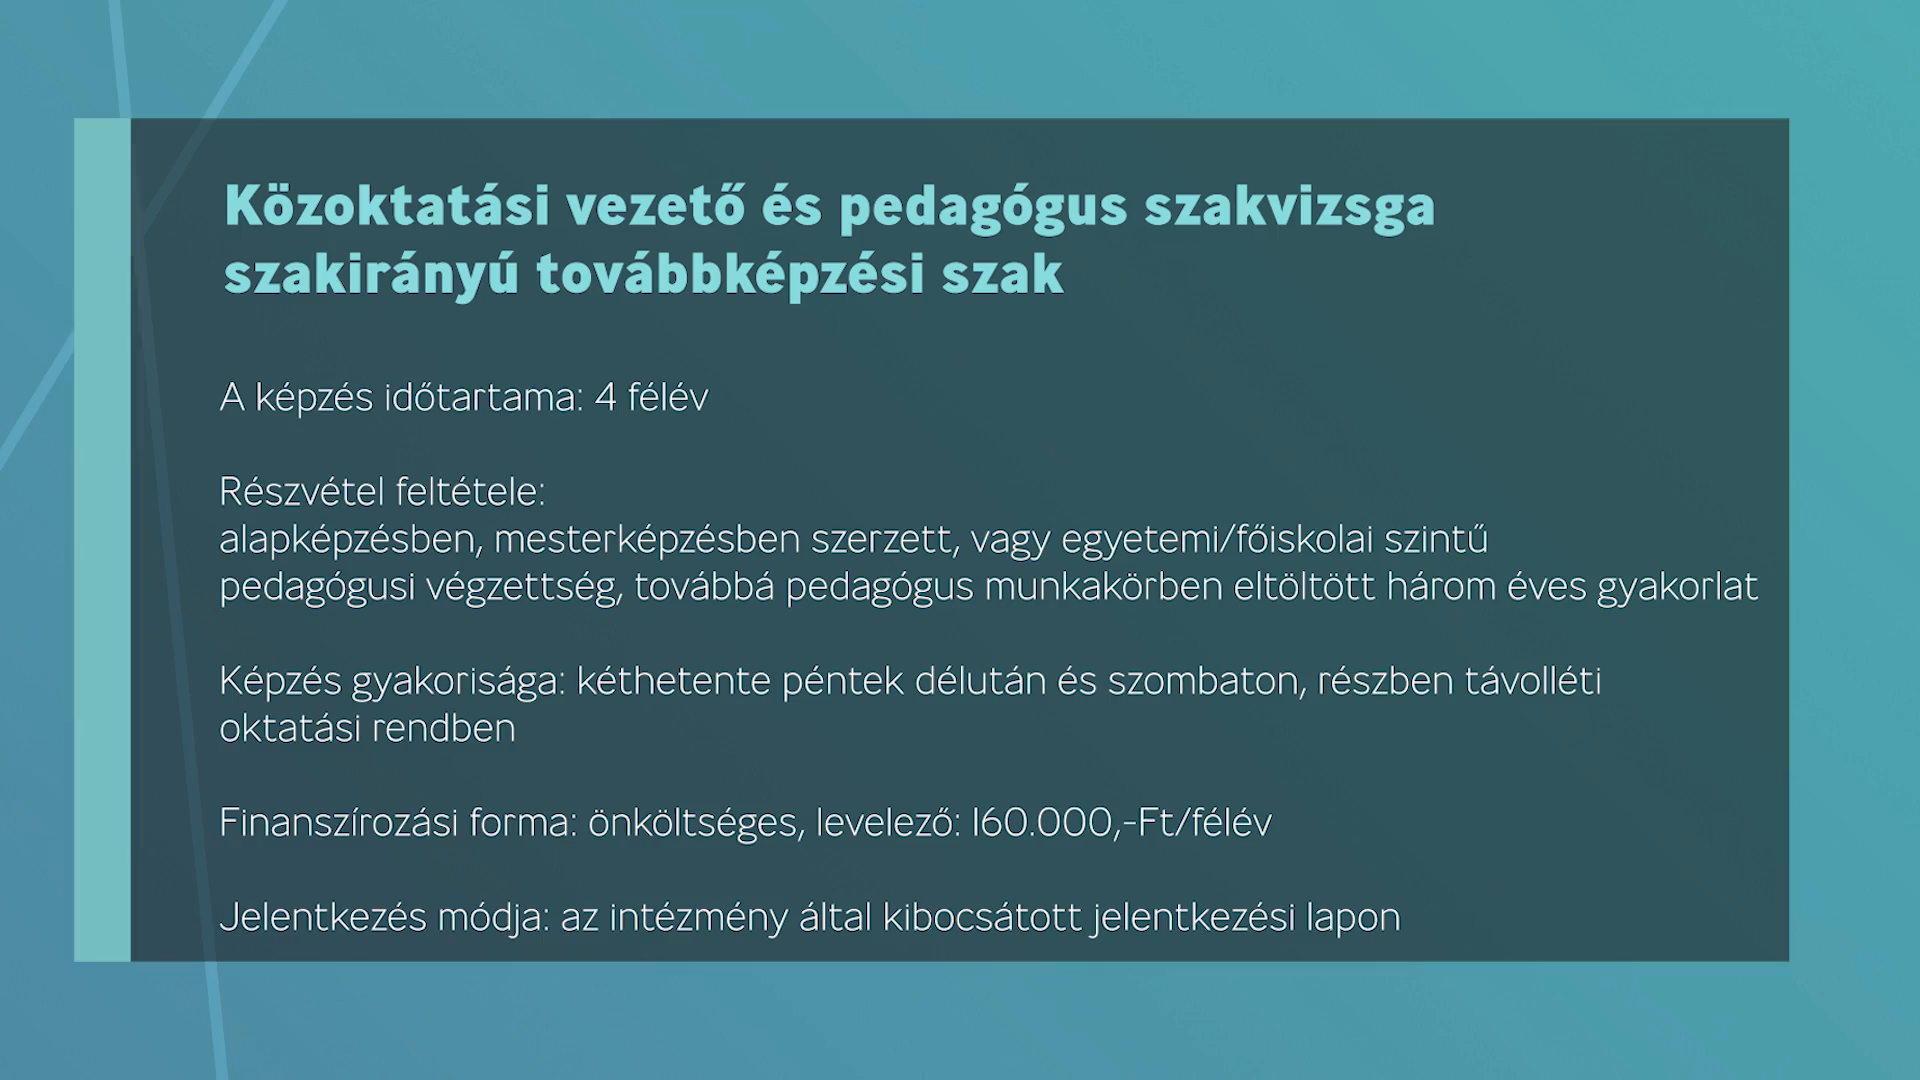 Közoktatási vezető és pedagógus szakvizsga
szakirányú továbbképzési szak
A képzés időtartama: 4 félév
Részvétel feltétele:
alapképzésben, mesterképzésben szerzett, vagy egyetemi/főiskolai szintű
pedagógusi végzettség, továbbá pedagógus munkakörben eltöltött három éves gyakorlat
Képzés gyakorisága: kéthetente péntek délután és szombaton, részben távolléti
oktatási rendben
Finanszírozási forma: önköltséges, levelező: 160.000,-Ft/félév
Jelentkezés módja: az intézmény által kibocsátott jelentkezési lapon